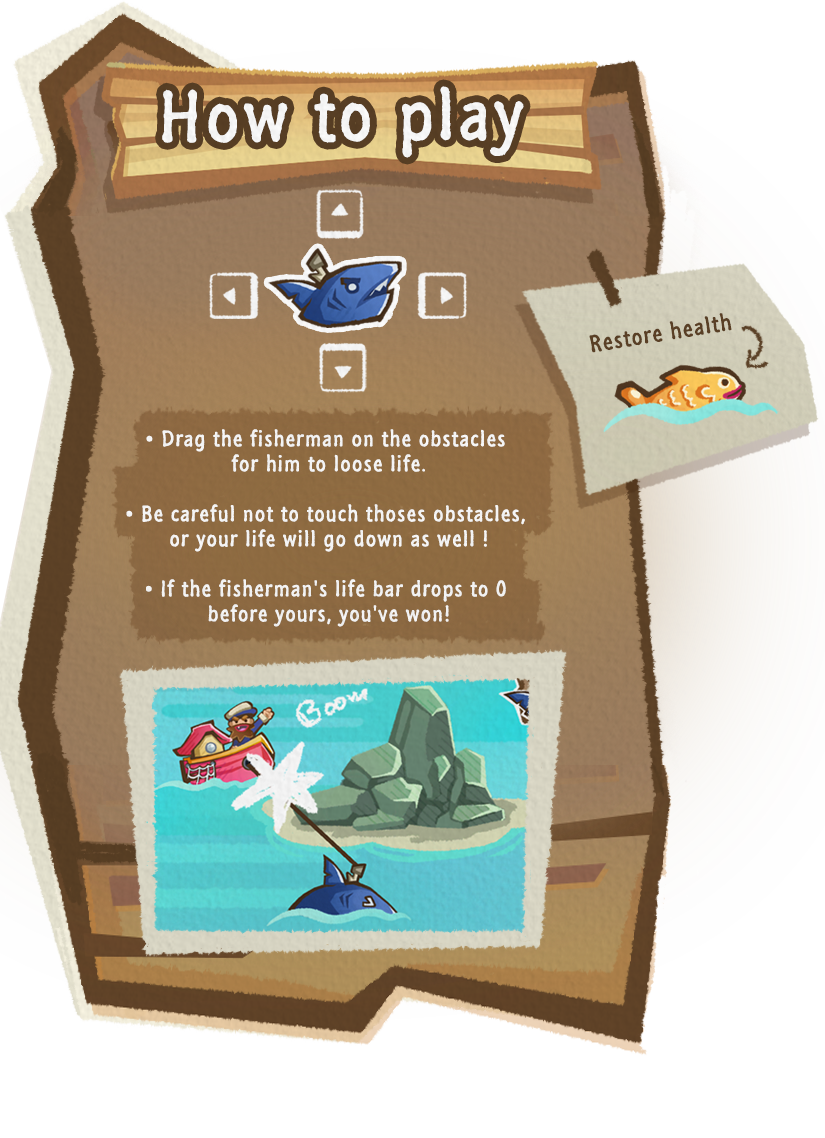 How to play
Restore health
• Drag the fisherman on the obstacles
for him to loose life.
• Be careful not to touch thoses obstacles,
or your life will go down as well !
• If the fisherman's life bar drops to 0
before yours, you've won!
Boom